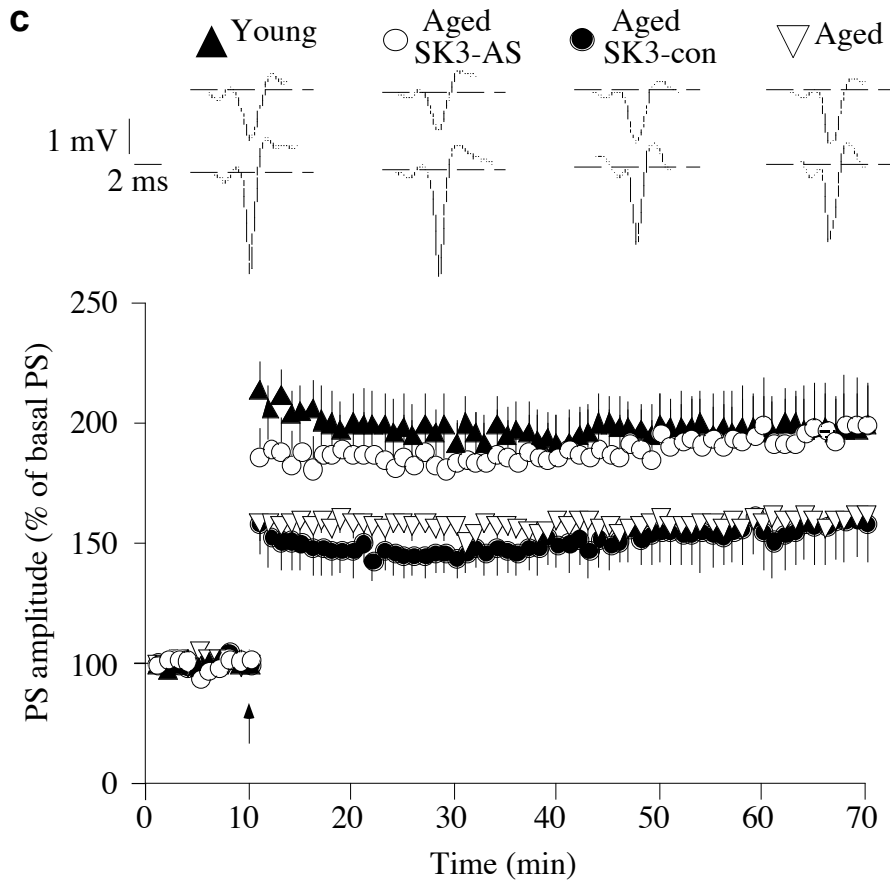 c
Young
Aged SK3-AS
Aged SK3-con
Aged
1 mV
2 ms
PS amplitude (% of basal PS)
250
200
150
100
0
0 10 20 30 40 50 60 70
Time (min)